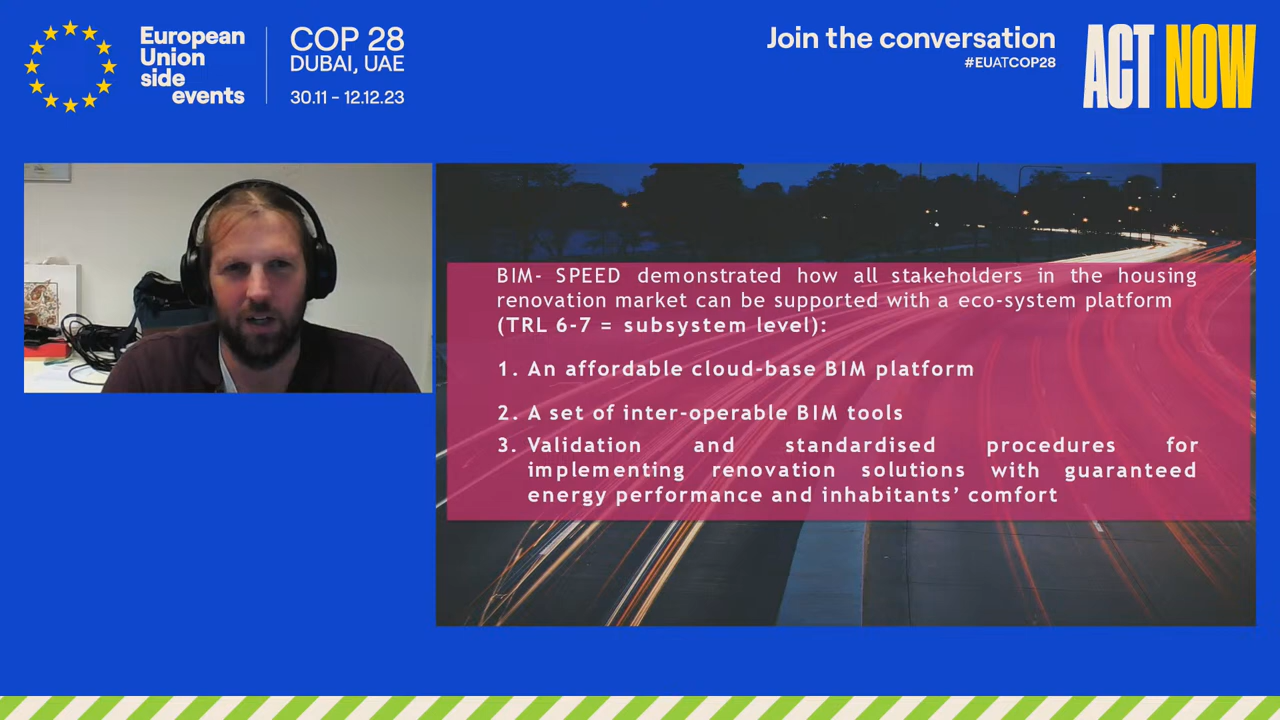 European
Union
side
events
COP 28
DUBAI, UAE
30.11 - 12.12.23
Join the conversation
#EUATCOP28
ACT NOW
BIM- SPEED demonstrated how all stakeholders in the housing
renovation market can be supported with a eco-system platform
(TRL 6-7 = subsystem level):
1. An affordable cloud-base BIM platform
2. A set of inter-operable BIM tools
3. Validation and standardised procedures for
implementing renovation solutions with guaranteed
energy performance and inhabitants’ comfort